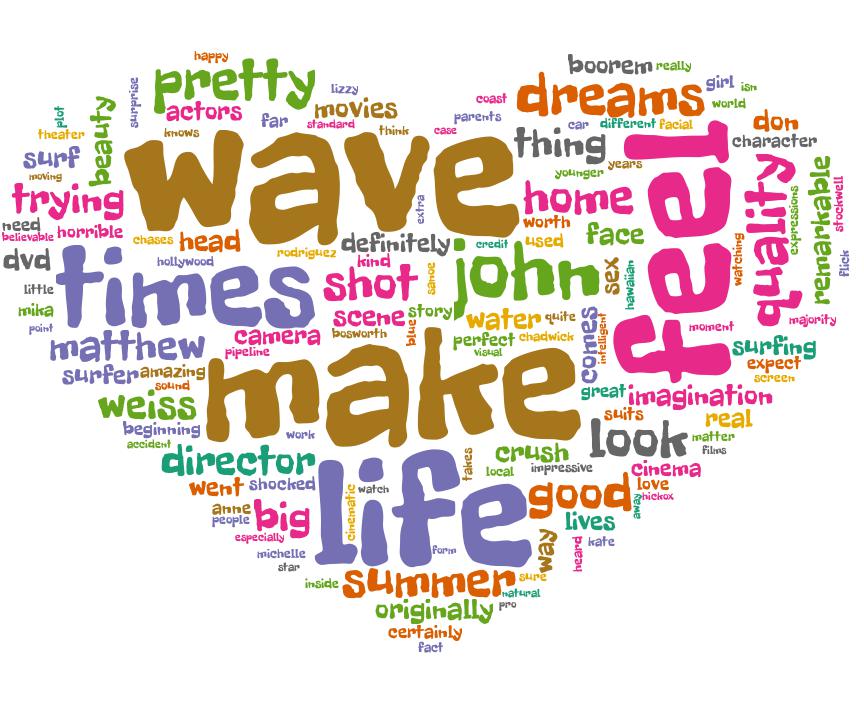 happy
boorem really
pretty lizzy
coast dreams girl isn
surprise
actors movies world
plot beauty far standard parents car different facial don
theater knows think case thing character
surf wave feel
moving younger years quality
trying extra home remarkable
need worth expressions stockwell
believable horrible chases head definitely credit used face
dvd rodriguez watching flick
hollywood kind sanoe john sex hawaiian
little times shot
mika story comes majority
point camera scene blue water quite intelligent moment
matthew bosworth perfect chadwick surfing
pipeline visual expect
surfer amazing make screen
sound great imagination
weiss suits real
beginning work look matter
accident crush films
director life takes local impressive cinema
went shocked cinematic watch good love
hickox
anne big away
people lives
especially way heard kate
michelle form
star
inside summer sure
natural
originally pro
certainly
fact